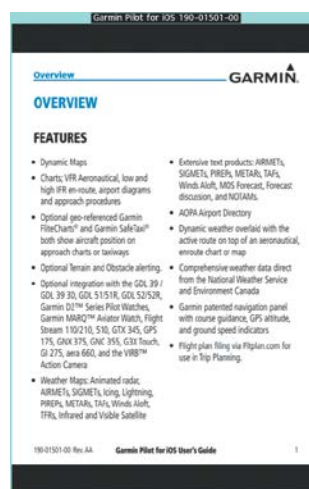 Garmin Pilot for iOS 190-01501-00
Overview
GARMIN.
OVERVIEW
FEATURES
• Dynamic Maps
• Charts; VFR Aeronautical, low and
high IFR en-route, airport diagrams
and approach procedures
• Optional geo-referenced Garmin
FliteCharts® and Garmin SafeTaxi®
both show aircraft position on
approach charts or taxiways
• Optional Terrain and Obstacle alerting.
• Optional integration with the GDL 39 /
GDL 39 3D, GDL 51/51R, GDL 52/52R,
Garmin D2™ Series Pilot Watches,
Garmin MARQ™ Aviator Watch, Flight
Stream 110/210, 510, GTX 345, GPS
175, GNX 375, GNC 355, G3X Touch,
GI 275, aera 660, and the VIRB™
Action Camera
• Weather Maps: Animated radar,
AIRMETs, SIGMETs, Icing, Lightning,
PIREPs, METARs, TAFs, Winds Aloft,
TFRs, Infrared and Visible Satellite
• Extensive text products: AIRMETs,
SIGMETS, PIREPs, METARs, TAFs,
Winds Aloft, MOS Forecast, Forecast
discussion, and NOTAMs.
• AOPA Airport Directory
• Dynamic weather overlaid with the
active route on top of an aeronautical,
enroute chart or map
• Comprehensive weather data direct
from the National Weather Service
and Environment Canada
• Garmin patented navigation panel
with course guidance, GPS altitude,
and ground speed indicators
• Flight plan filing via Fltplan.com for
use in Trip Planning.
190-01501-00 Rev. AA
Garmin Pilot for iOS User's Guide
1